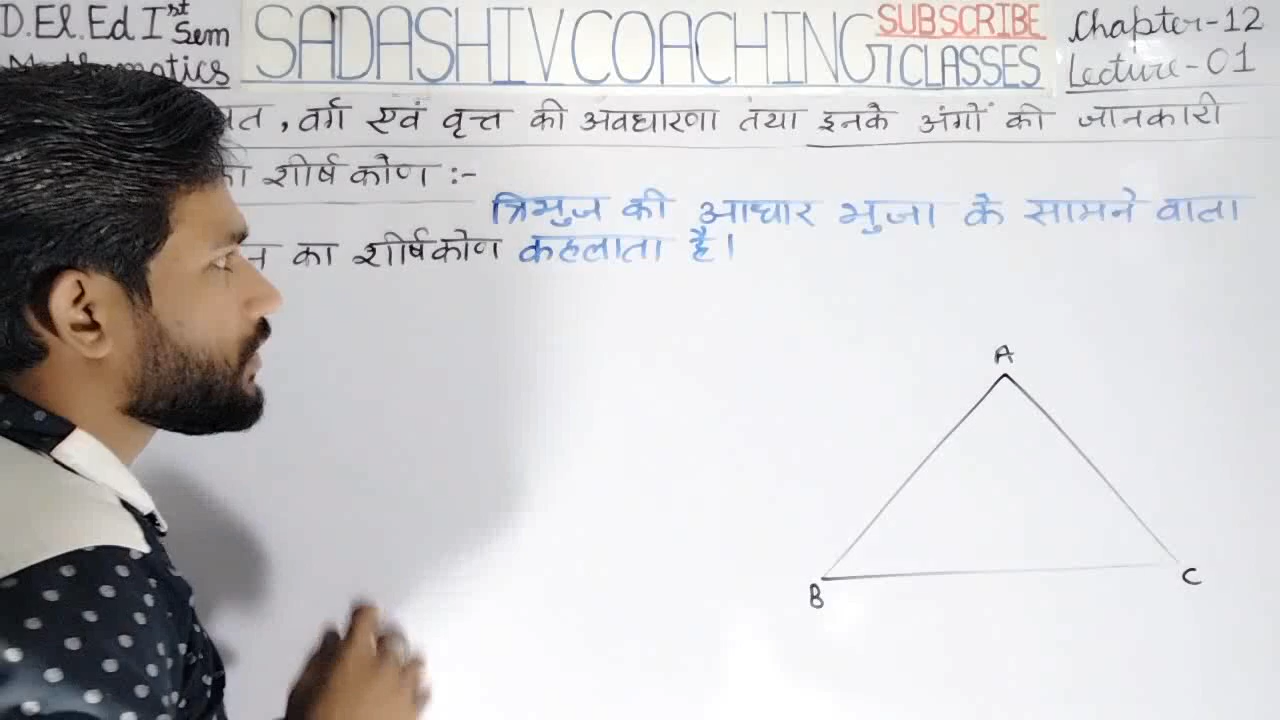 D.El.Ed Ist Sem
Mathematics
SADASHIV COACHING CLASSES
SUBSCRIBE
Chapter-12
Lecture-01
, वर्ग एवं वृत्त की अवधारणा तथा इनके अंगों की जानकारी
शीर्ष कोण :-
त्रिभुज की आधार भुजा के सामने वाला
का शीर्षकोण कहलाता है।
A
B
C